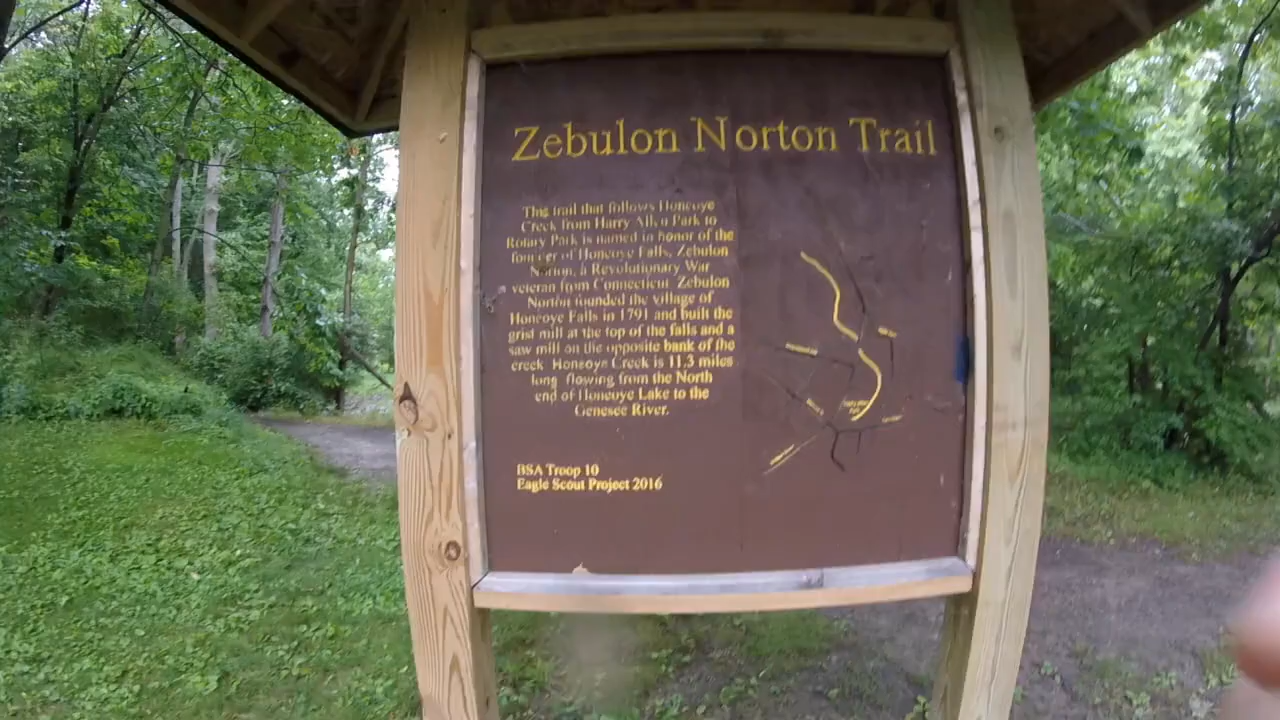 Zebulon Norton Trail
This trail that follows Honeoye
Creek from Harry Allen Park to
Rotary Park is named in honor of the
founder of Honeoye Falls, Zebulon
Norton, a Revolutionary War
veteran from Connecticut. Zebulon
Norton founded the village of
Honeoye Falls in 1791 and built the
grist mill at the top of the falls and a
saw mill on the opposite bank of the
creek. Honeoye Creek is 11.3 miles
long flowing from the North
end of Honeoye Lake to the
Genesee River.
BSA Troop 10
Eagle Scout Project 2016